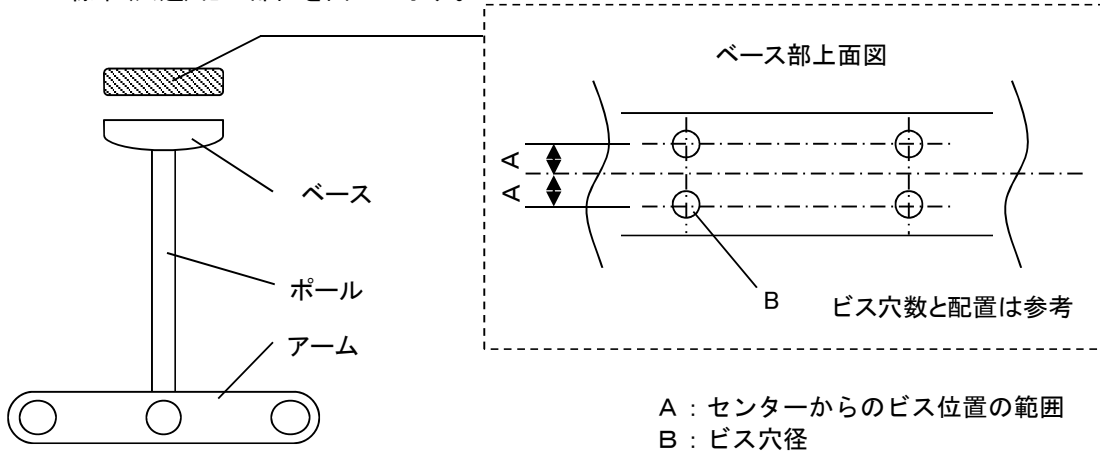 ベース部上面図
A
A
ベース
ポール
B
ビス穴数と配置は参考
アーム
A：センターからのビス位置の範囲
B：ビス穴径